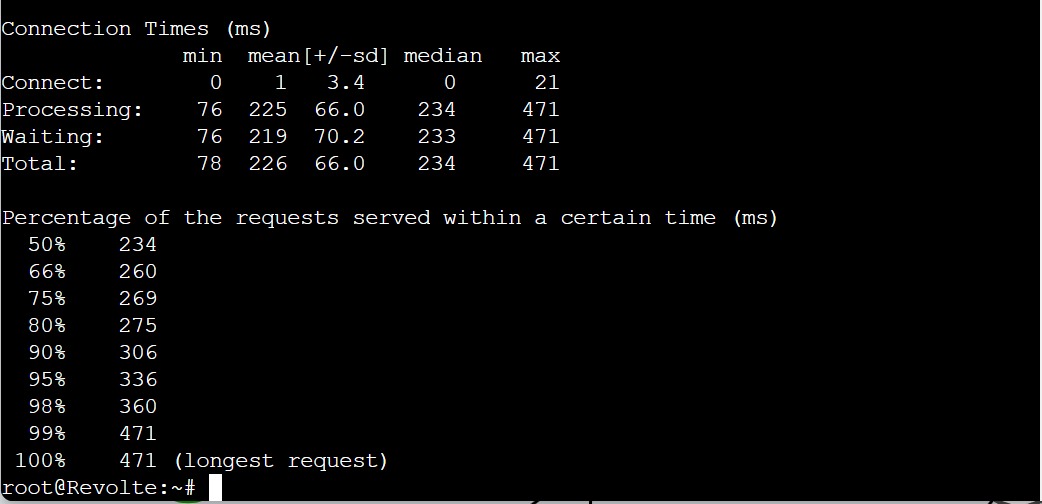 Connection Times (ms)
              min  mean[+/-sd] median   max
Connect:        0    1   3.4      0      21
Processing:    76  225  66.0    234     471
Waiting:       76  219  70.2    233     471
Total:         78  226  66.0    234     471
Percentage of the requests served within a certain time (ms)
  50%    234
  66%    260
  75%    269
  80%    275
  90%    306
  95%    336
  98%    360
  99%    471
 100%    471 (longest request)
root@Revolte:~#